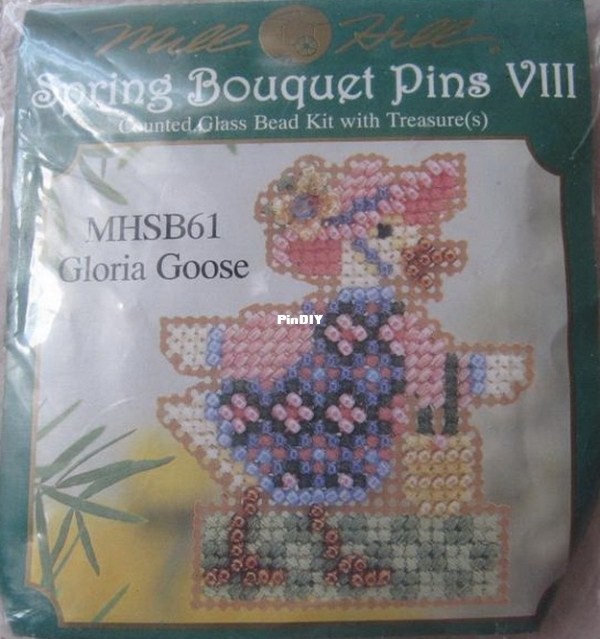 Mill Hill
Spring Bouquet Pins VIII
Counted Glass Bead Kit with Treasure(s)
MHSB61
Gloria Goose
PinDIY